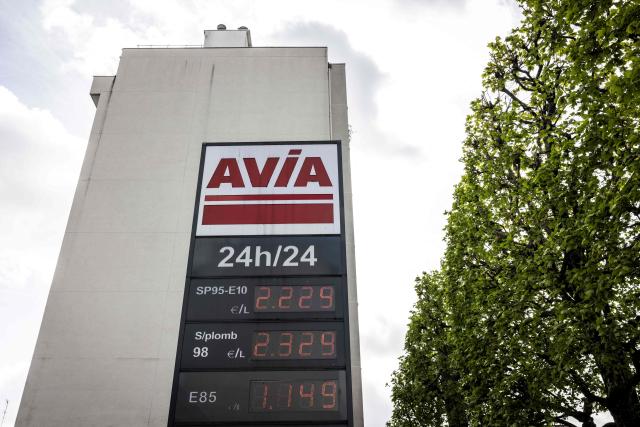 AVIA
24h/24
SP95-E10 2.229
€/L
S/plomb
98 €/L 2.329
E85 €/L 1.149